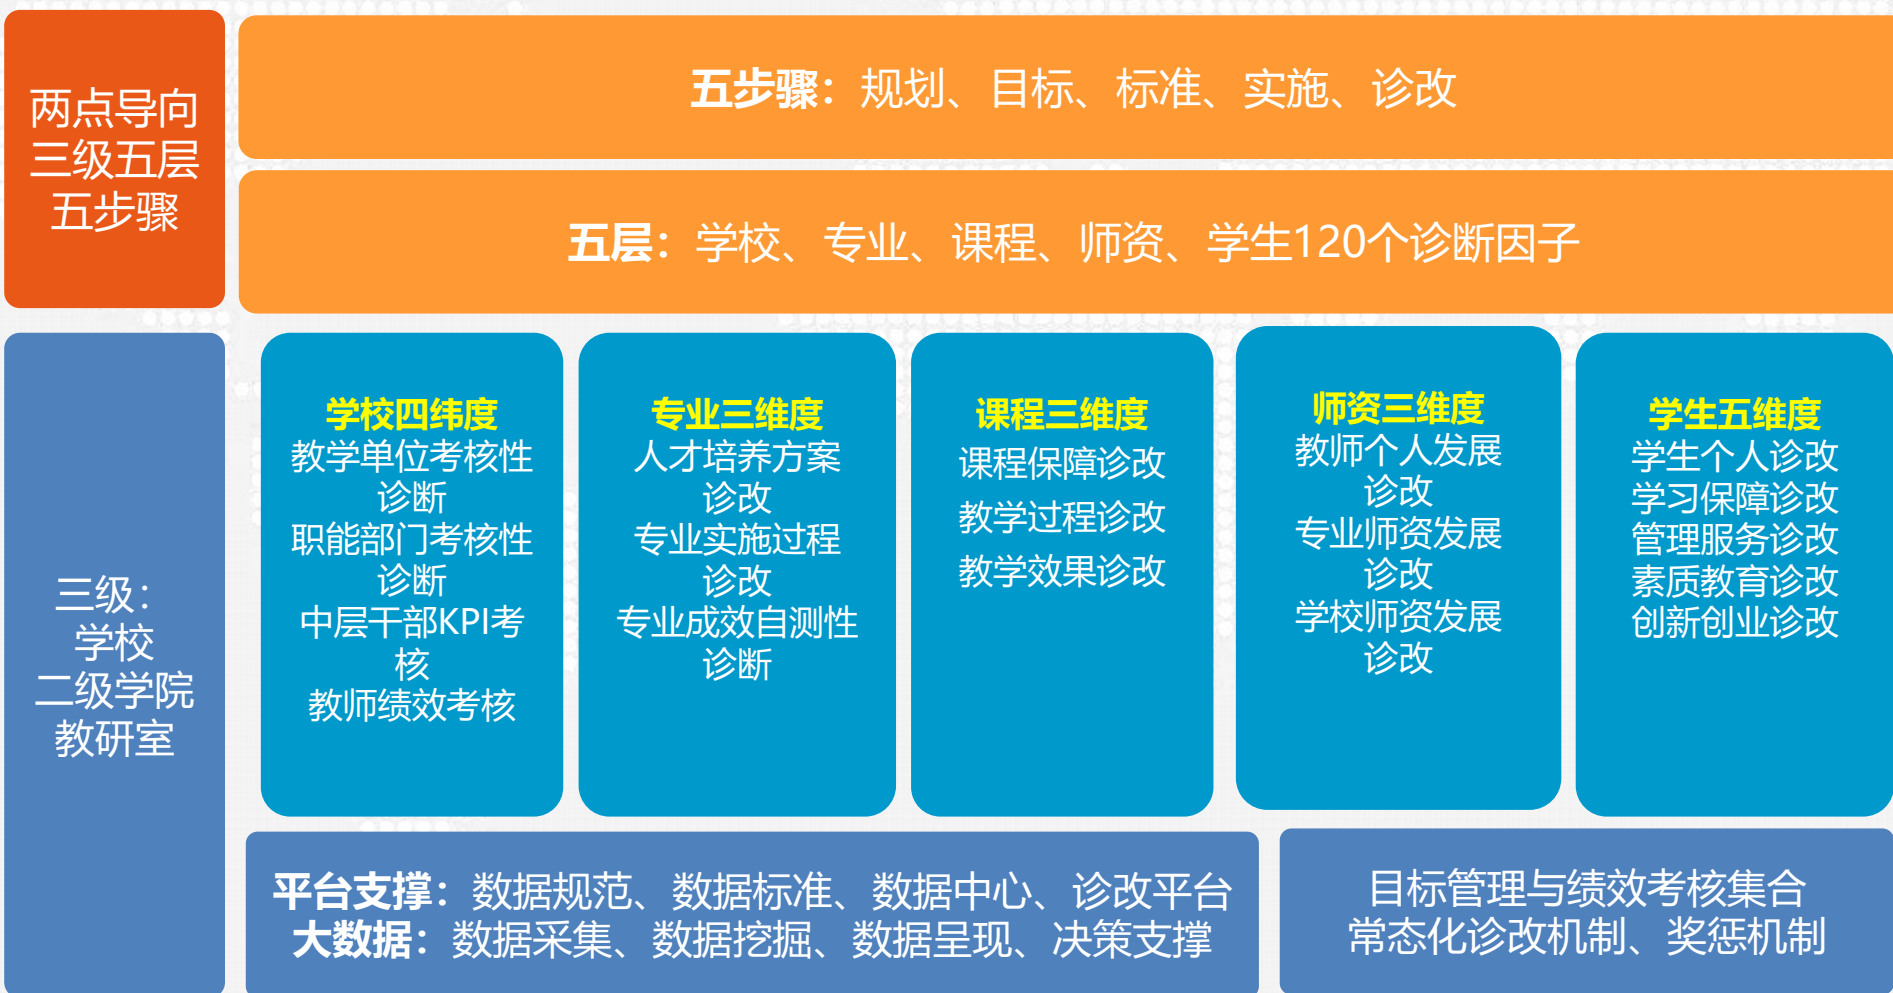 两点导向
三级五层
五步骤
五步骤：规划、目标、标准、实施、诊改
五层：学校、专业、课程、师资、学生120个诊断因子
三级：
学校
二级学院
教研室
学校四纬度
教学单位考核性
诊断
职能部门考核性
诊断
中层干部KPI考
核
教师绩效考核
专业三维度
人才培养方案
诊改
专业实施过程
诊改
专业成效自测性
诊断
课程三维度
课程保障诊改
教学过程诊改
教学效果诊改
师资三维度
教师个人发展
诊改
专业师资发展
诊改
学校师资发展
诊改
学生五维度
学生个人诊改
学习保障诊改
管理服务诊改
素质教育诊改
创新创业诊改
平台支撑：数据规范、数据标准、数据中心、诊改平台
大数据：数据采集、数据挖掘、数据呈现、决策支撑
目标管理与绩效考核集合
常态化诊改机制、奖惩机制